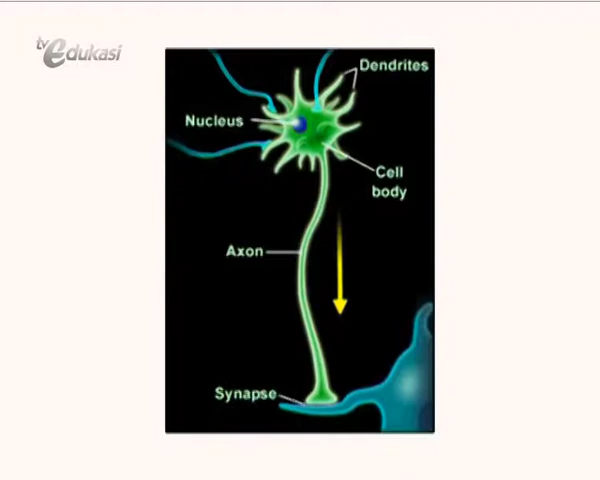 tv edukasi
Dendrites
Nucleus
Cell
body
Axon
Synapse